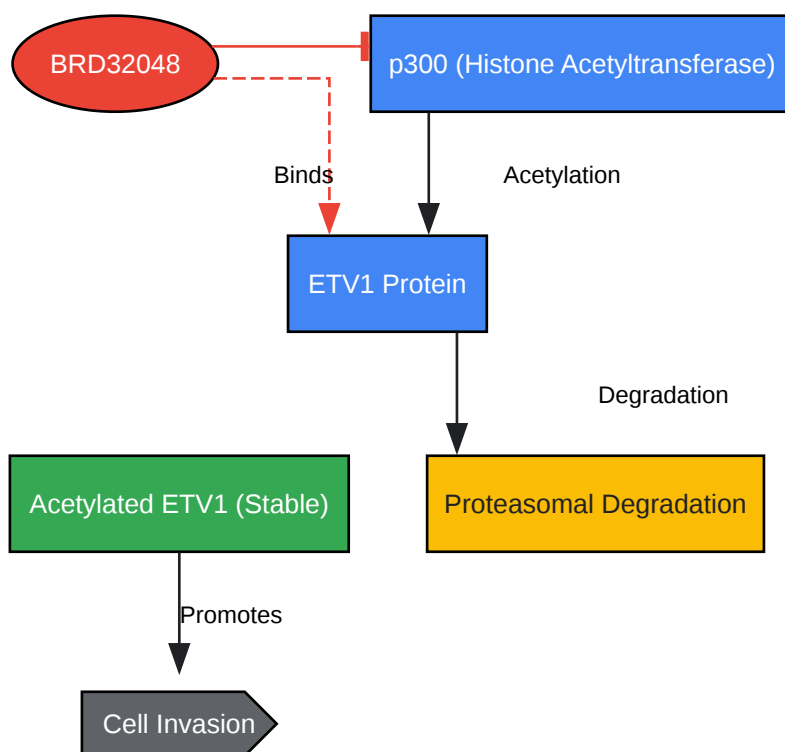 BRD32048
p300 (Histone Acetyltransferase)
Binds
Acetylation
ETV1 Protein
Degradation
Acetylated ETV1 (Stable)
Proteasomal Degradation
Promotes
Cell Invasion